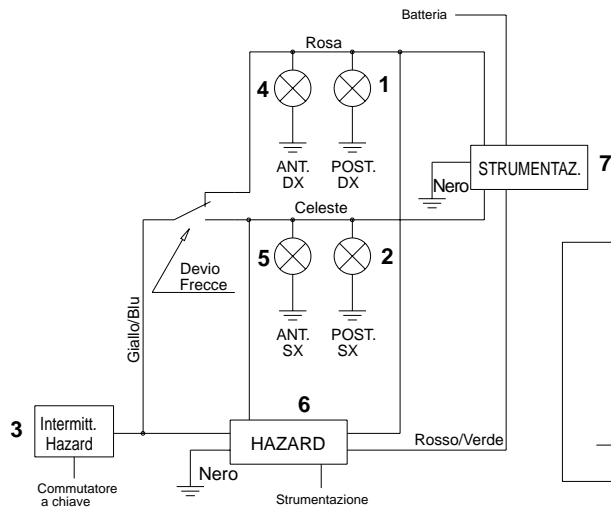 Batteria
Rosa
4
1
ANT.
DX
POST.
DX
STRUMENTAZ.
7
Nero
Celeste
5
2
Devio
Frecce
ANT.
SX
POST.
SX
Giallo/Blu
6
3
Intermitt.
Hazard
HAZARD
Rosso/Verde
Nero
Commutatore
a chiave
Strumentazione